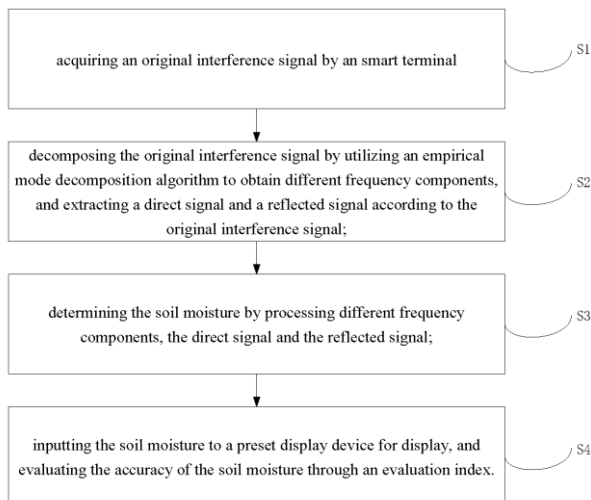 acquiring an original interference signal by an smart terminal
S1
decomposing the original interference signal by utilizing an empirical
mode decomposition algorithm to obtain different frequency components,
and extracting a direct signal and a reflected signal according to the
original interference signal;
S2
determining the soil moisture by processing different frequency
components, the direct signal and the reflected signal;
S3
inputting the soil moisture to a preset display device for display, and
evaluating the accuracy of the soil moisture through an evaluation index.
S4